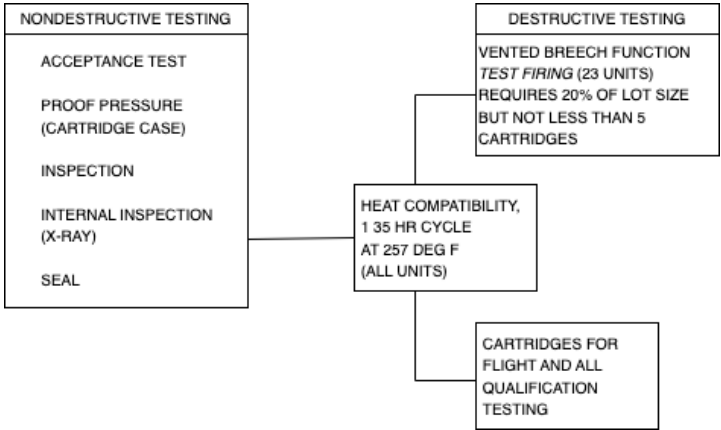 NONDESTRUCTIVE TESTING
ACCEPTANCE TEST
PROOF PRESSURE
(CARTRIDGE CASE)
INSPECTION
INTERNAL INSPECTION
(X-RAY)
SEAL
HEAT COMPATIBILITY,
1 35 HR CYCLE
AT 257 DEG F
(ALL UNITS)
DESTRUCTIVE TESTING
VENTED BREECH FUNCTION
TEST FIRING (23 UNITS)
REQUIRES 20% OF LOT SIZE
BUT NOT LESS THAN 5
CARTRIDGES
CARTRIDGES FOR
FLIGHT AND ALL
QUALIFICATION
TESTING